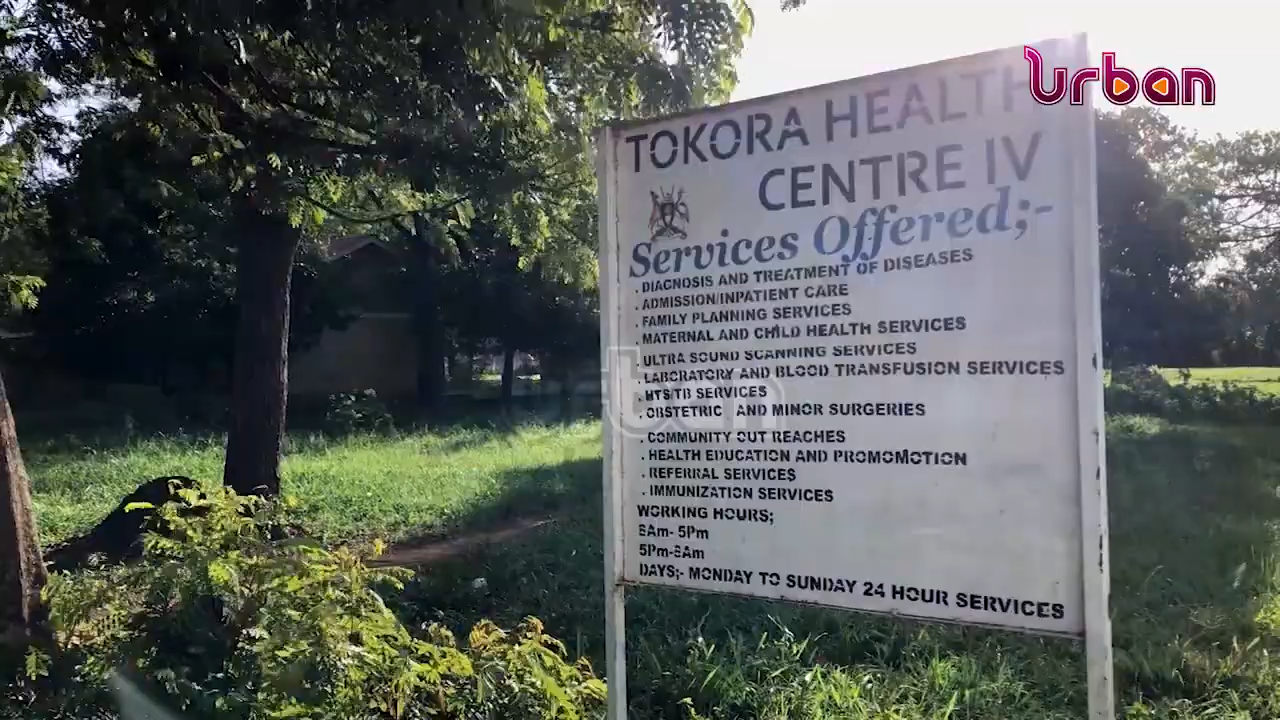 Urban
TOKORA HEALTH
CENTRE IV
Services Offered;-
. DIAGNOSIS AND TREATMENT OF DISEASES
. ADMISSION/INPATIENT CARE
. FAMILY PLANNING SERVICES
. MATERNAL AND CHILD HEALTH SERVICES
. ULTRA SOUND SCANNING SERVICES
. LABORATORY AND BLOOD TRANSFUSION SERVICES
. HTS/TB SERVICES
. OBSTETRIC AND MINOR SURGERIES
. COMMUNITY OUT REACHES
. HEALTH EDUCATION AND PROMOMOTION
. REFERRAL SERVICES
. IMMUNIZATION SERVICES
WORKING HOURS;
8Am- 5Pm
5Pm-8Am
DAYS;- MONDAY TO SUNDAY 24 HOUR SERVICES
urban